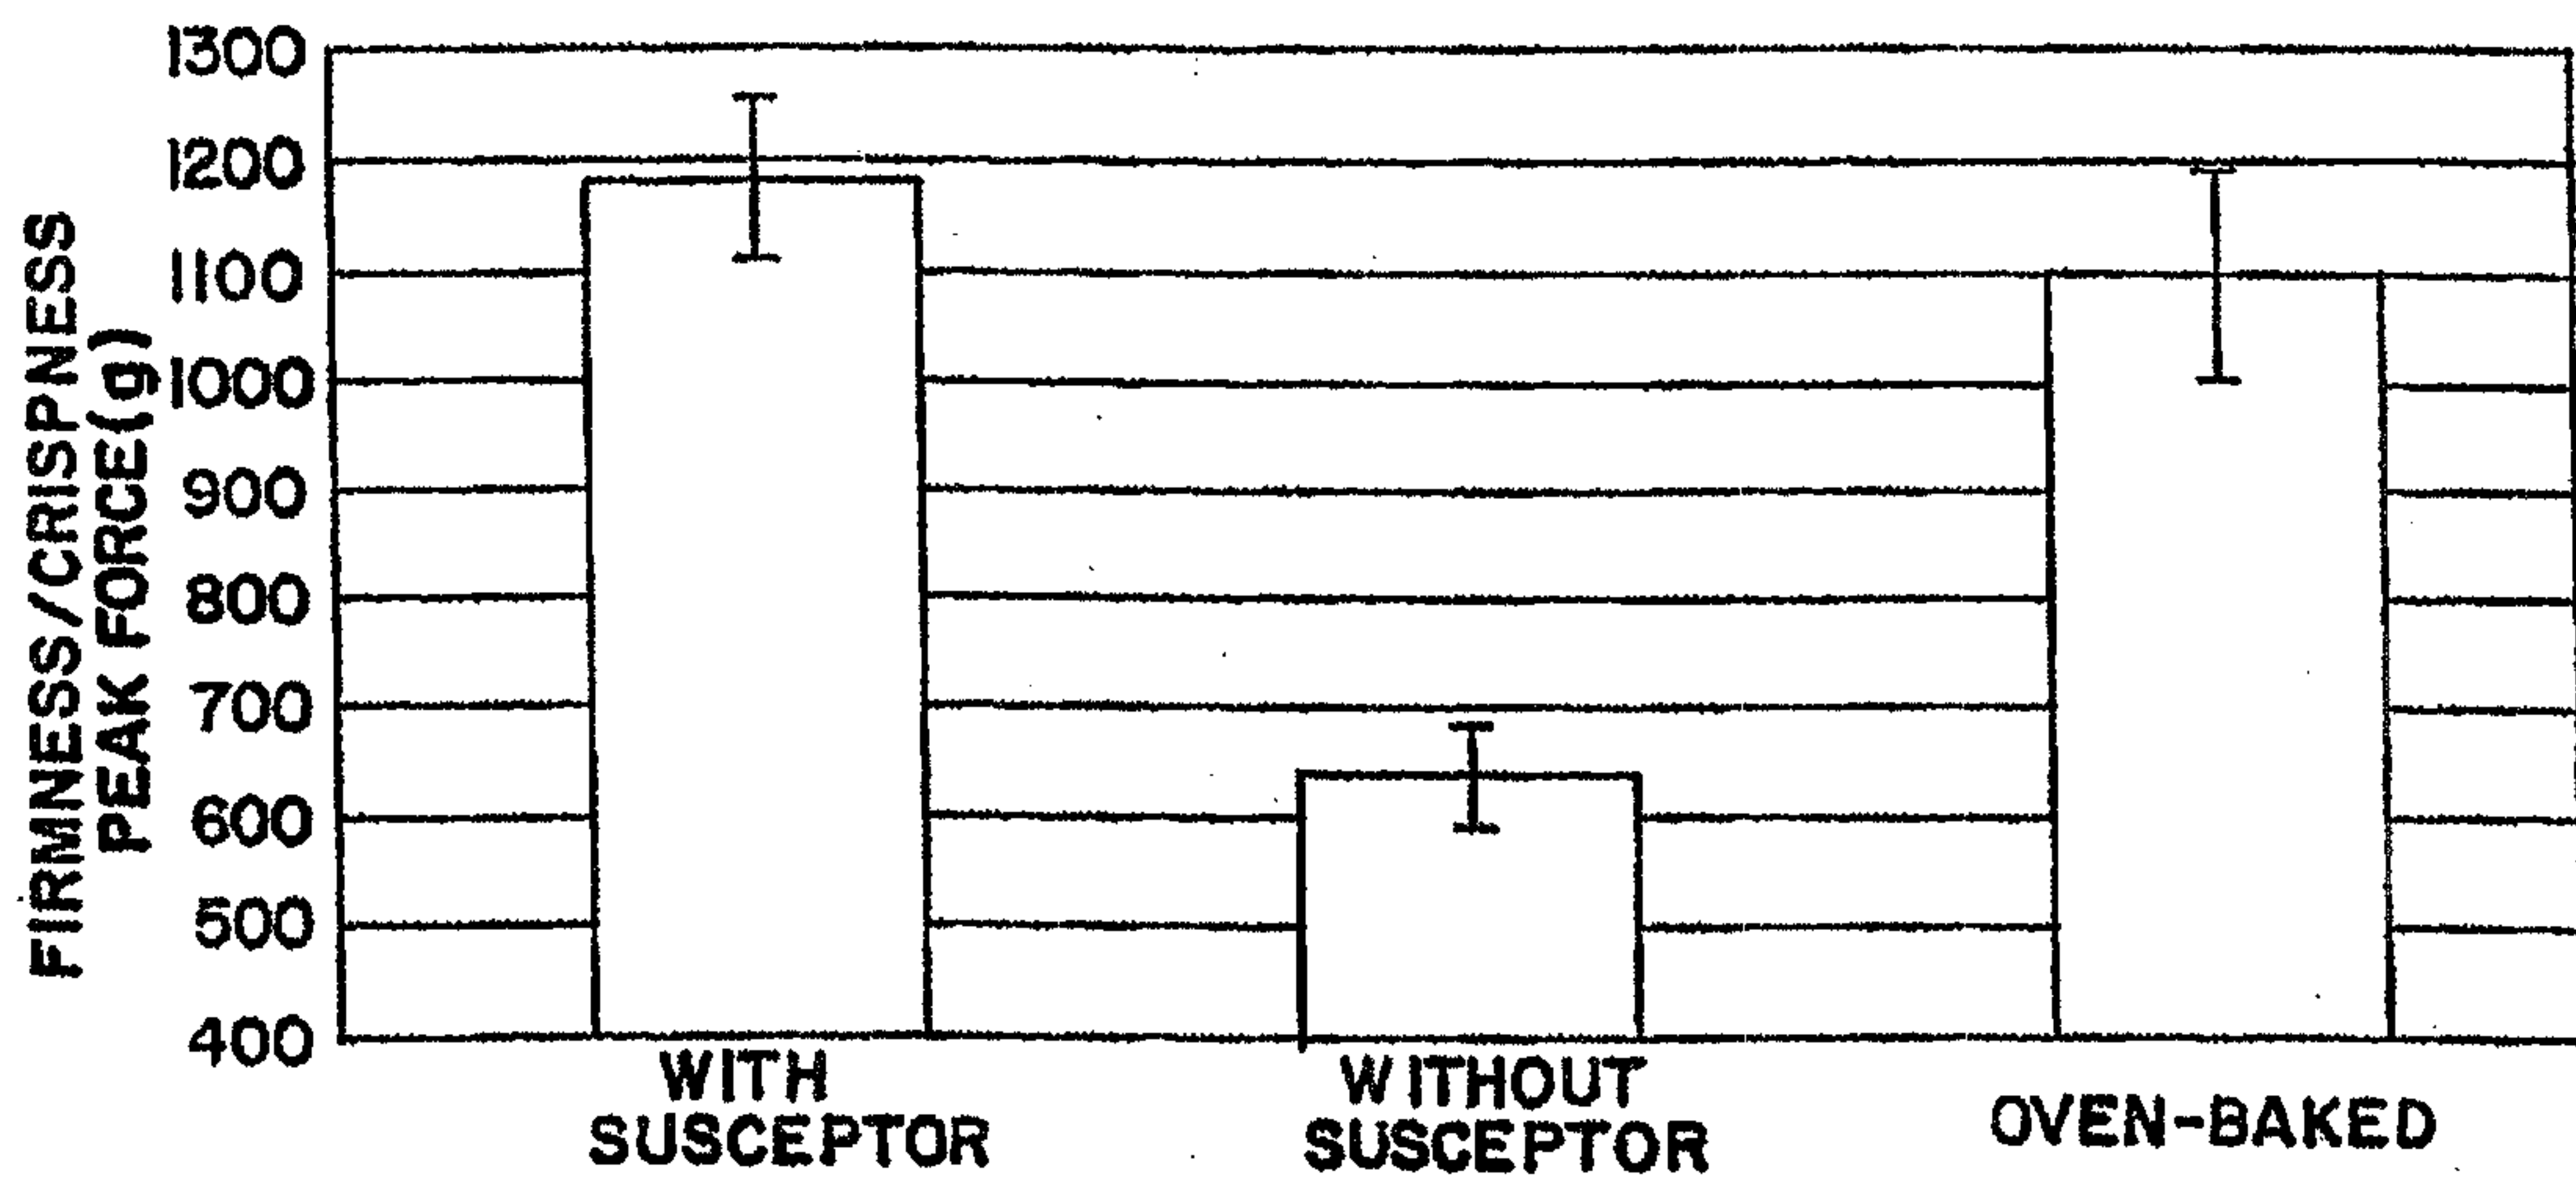 FIRMNESS/CRISPNESS
PEAK FORCE(g)
1300
1200
1100
1000
900
800
700
600
500
400
WITH
SUSCEPTOR
WITHOUT
SUSCEPTOR
OVEN-BAKED